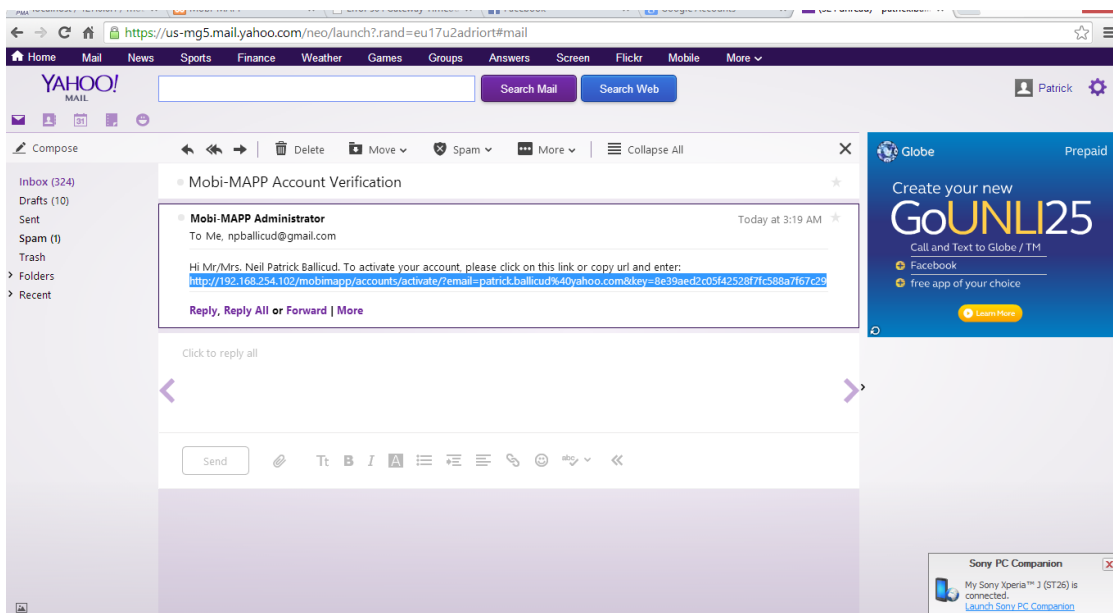 https://us-mg5.mail.yahoo.com/neo/launch?.rand=eu17u2adriort#mail
Home Mail News Sports Finance Weather Games Groups Answers Screen Flickr Mobile More
YAHOO!
MAIL
Search Mail
Search Web
Patrick
31
Compose
Delete
Move
Spam
More
Collapse All
Inbox (324)
Drafts (10)
Sent
Spam (1)
Trash
Folders
Recent
Mobi-MAPP Account Verification
Mobi-MAPP Administrator
Today at 3:19 AM
To Me, npballicud@gmail.com
Hi Mr/Mrs. Neil Patrick Ballicud. To activate your account, please click on this link or copy url and enter:
http://192.168.254.102/mobimapp/accounts/activate/?email=patrick.ballicud%40yahoo.com&key=8e39aed2c05f42528f7fc588a7f67c29
Reply, Reply All or Forward | More
Click to reply all
Send
Tt B I A
abc
Globe
Prepaid
Create your new
GoUNLI25
Call and Text to Globe / TM
Facebook
free app of your choice
Learn More
Sony PC Companion
My Sony Xperia™ J (ST26) is
connected.
Launch Sony PC Companion